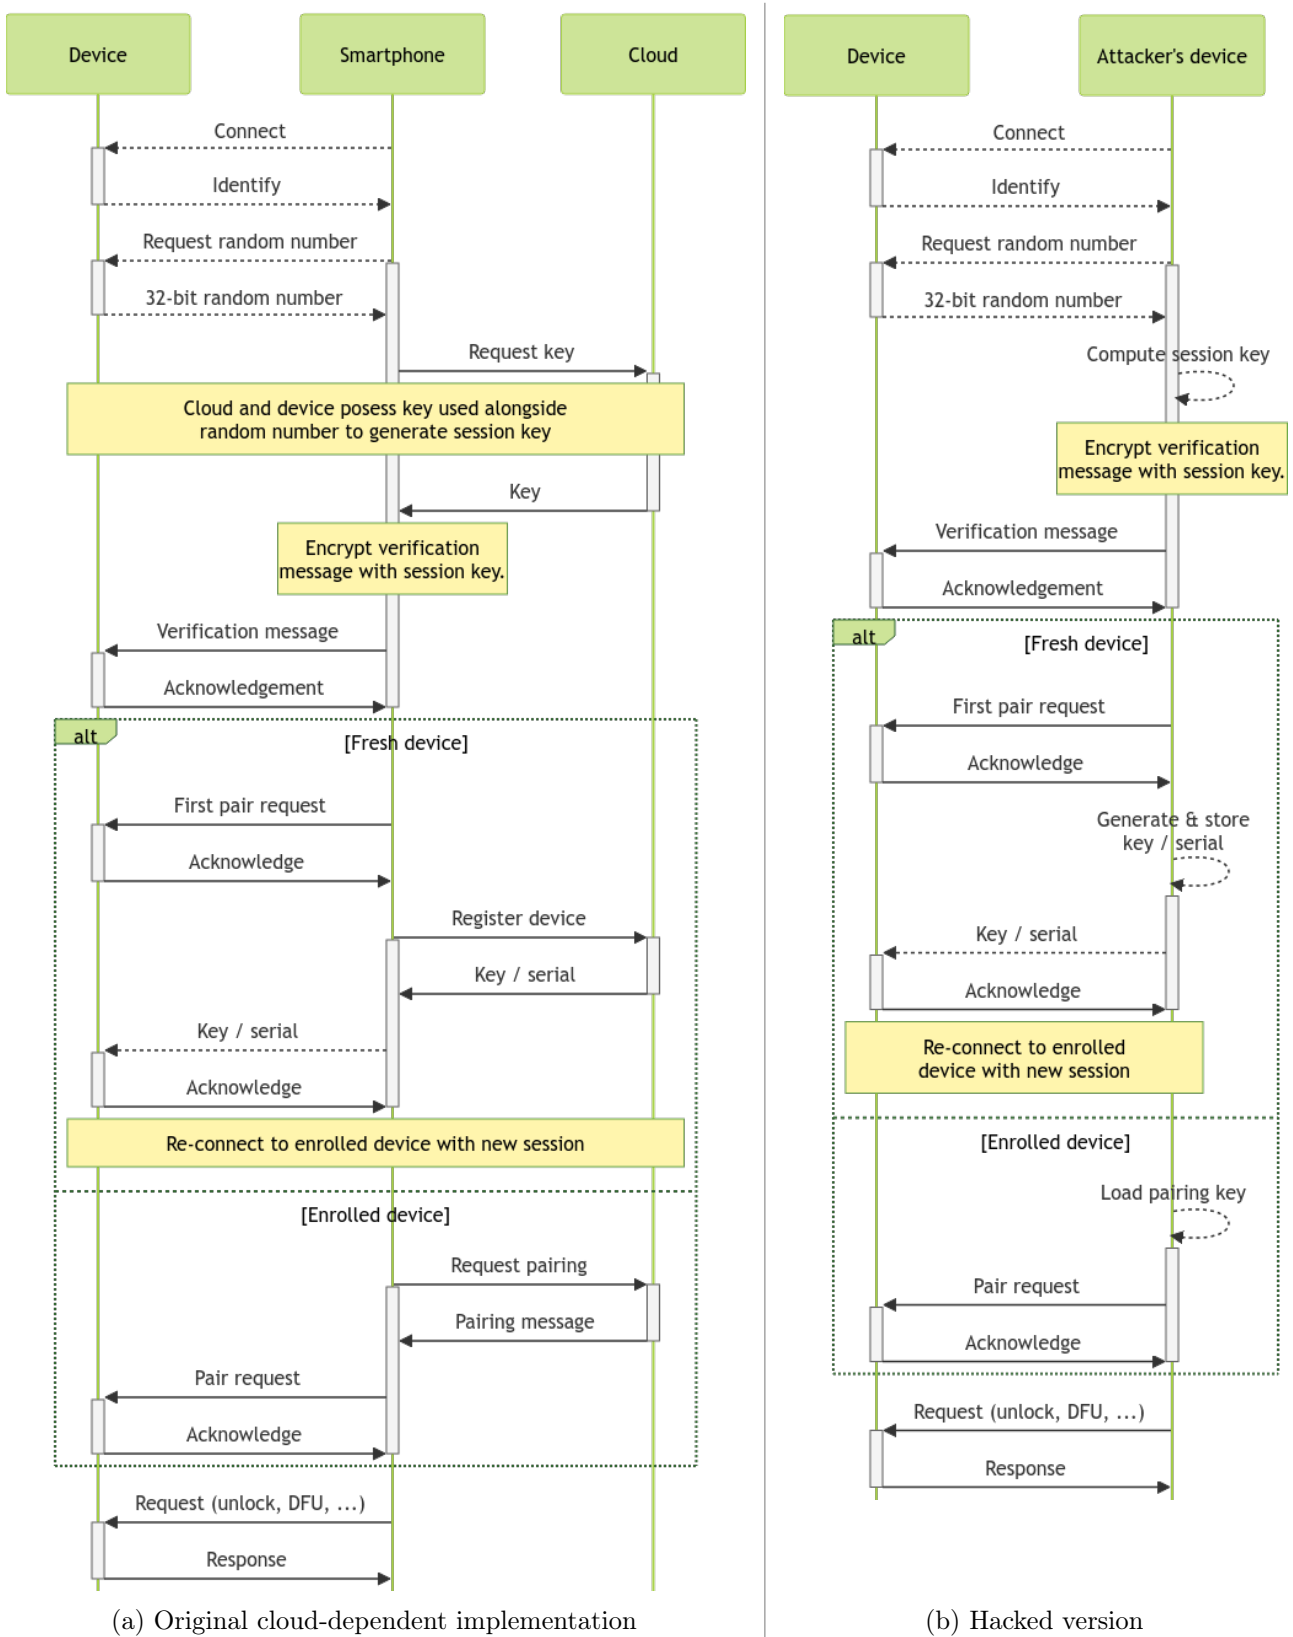 Device
Smartphone
Cloud
Connect
Identify
Request random number
32-bit random number
Request key
Cloud and device posess key used alongside
random number to generate session key
Key
Encrypt verification
message with session key.
Verification message
Acknowledgement
alt
[Fresh device]
First pair request
Acknowledge
Register device
Key / serial
Key / serial
Acknowledge
Re-connect to enrolled device with new session
[Enrolled device]
Request pairing
Pairing message
Pair request
Acknowledge
Request (unlock, DFU, ...)
Response
(a) Original cloud-dependent implementation
Device
Attacker's device
Connect
Identify
Request random number
32-bit random number
Compute session key
Encrypt verification
message with session key.
Verification message
Acknowledgement
alt
[Fresh device]
First pair request
Acknowledge
Generate & store
key / serial
Key / serial
Acknowledge
Re-connect to enrolled
device with new session
[Enrolled device]
Load pairing key
Pair request
Acknowledge
Request (unlock, DFU, ...)
Response
(b) Hacked version